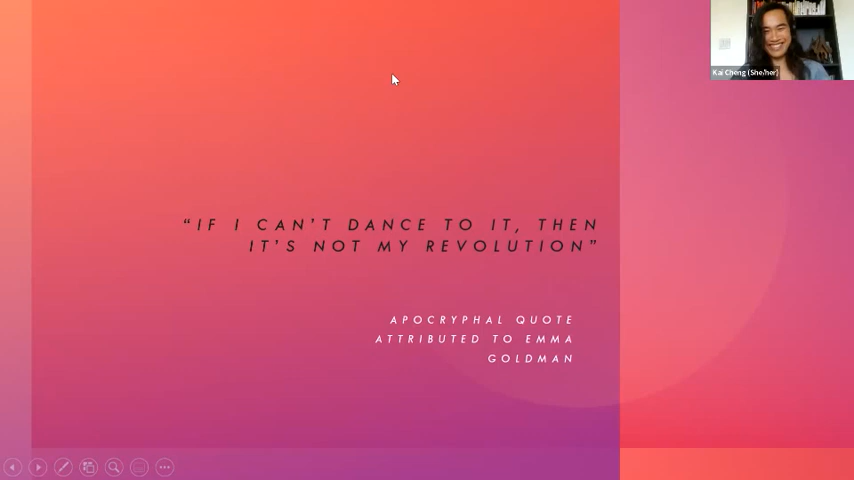 Kai Cheng (She/her)
“IF I CAN’T DANCE TO IT, THEN
IT’S NOT MY REVOLUTION”
APOCRYPHAL QUOTE
ATTRIBUTED TO EMMA
GOLDMAN